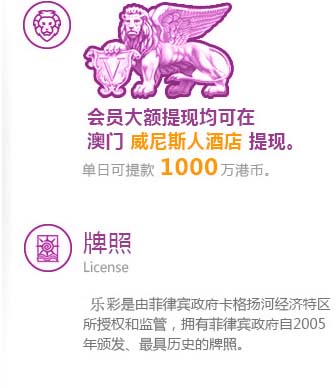 会员大额提现均可在
澳门 威尼斯人酒店 提现。
单日可提款 1000 万港币。
牌照
License
乐彩是由菲律宾政府卡格扬河经济特区
所授权和监管，拥有菲律宾政府自2005
年颁发、最具历史的牌照。